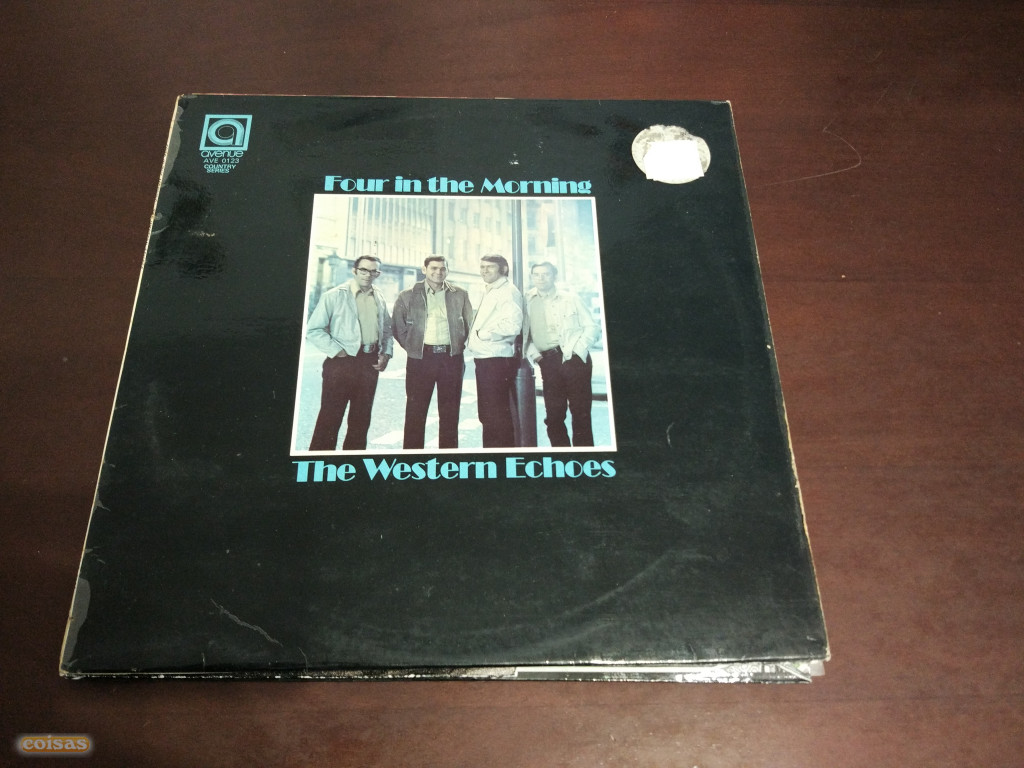 avenue
AVE 0123
COUNTRY
SERIES
Four in the Morning
The Western Echoes
coisas